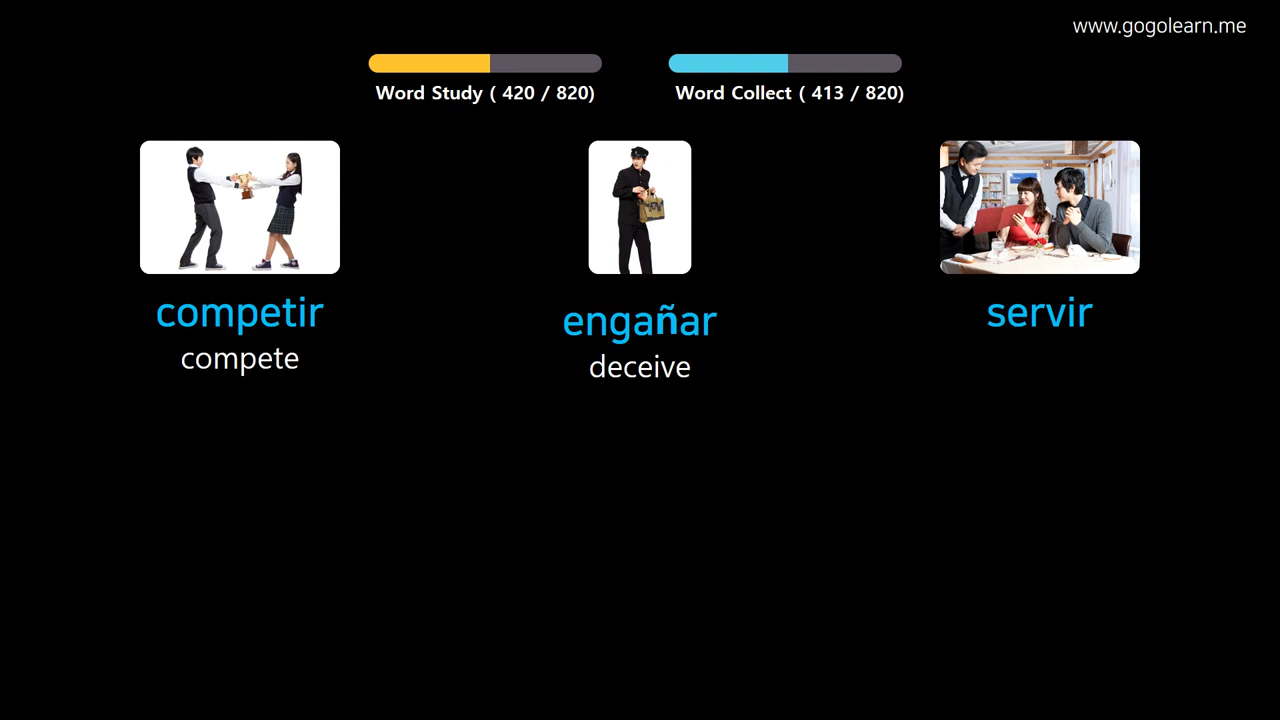 www.gogolearn.me
Word Study ( 420 / 820)
Word Collect ( 413 / 820)
competir
compete
engañar
deceive
servir